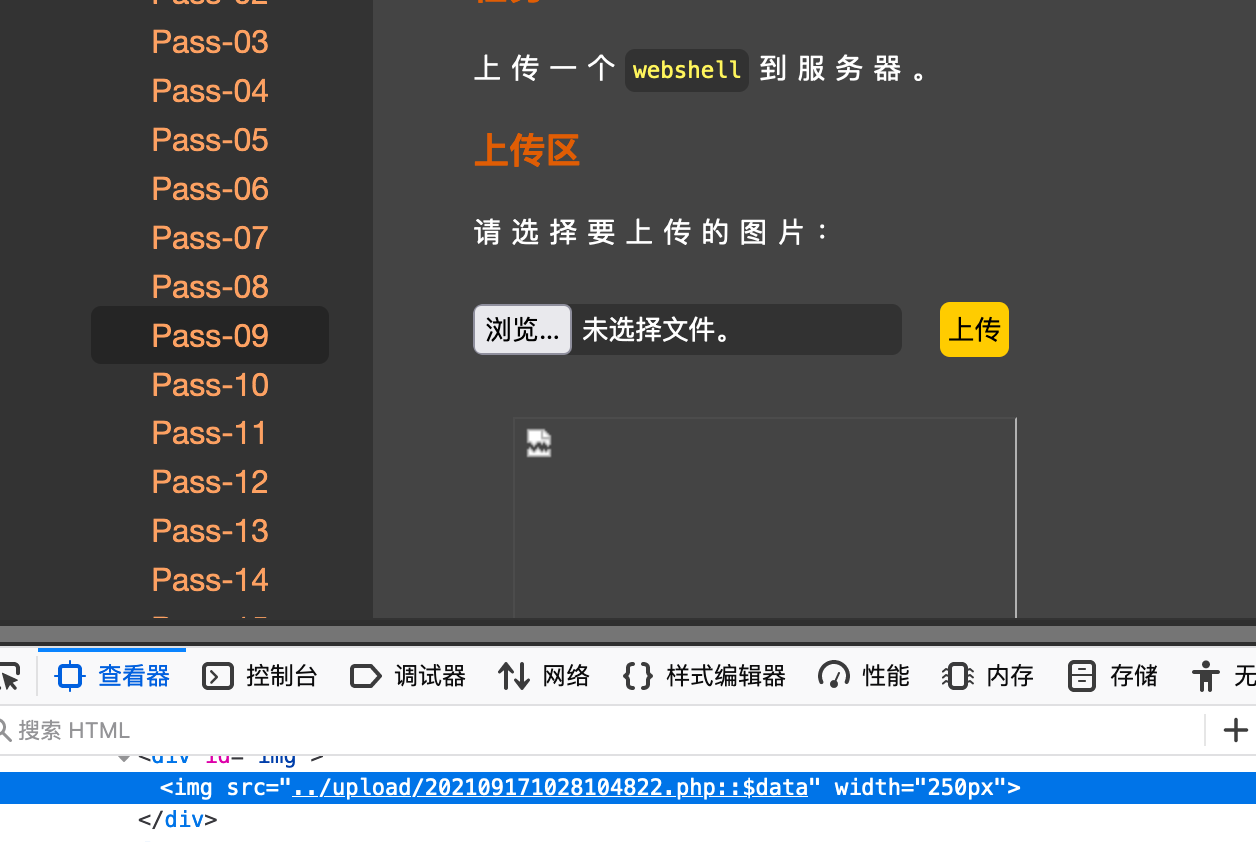 Pass-03
Pass-04
Pass-05
Pass-06
Pass-07
Pass-08
Pass-09
Pass-10
Pass-11
Pass-12
Pass-13
Pass-14
上传一个 webshell 到服务器。
上传区
请选择要上传的图片：
浏览... 未选择文件。 上传
查看器 控制台 调试器 网络 {} 样式编辑器 性能 内存 存储 无
搜索 HTML +
<div id="img">
<img src="../upload/202109171028104822.php::$data" width="250px">
</div>